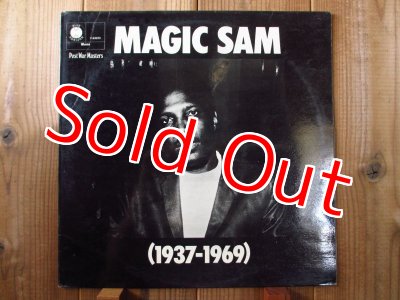 MAGIC SAM
Post War Masters
Sold Out
(1937-1969)